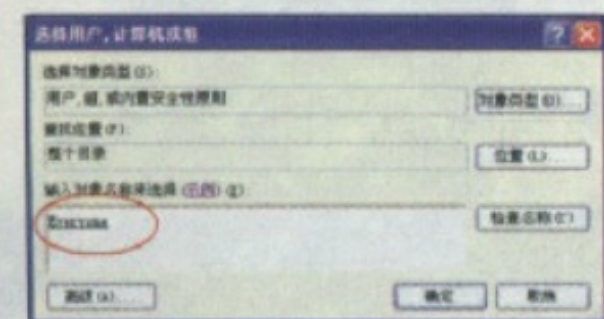 选择用户,计算机或组
选择对象类型(S):
用户,组,或内置安全性原则
对象类型(O)...
查找位置(F):
整个目录
位置(L)...
输入对象名称来选择(示例)(E):
检查名称(C)
高级(A)...
确定
取消